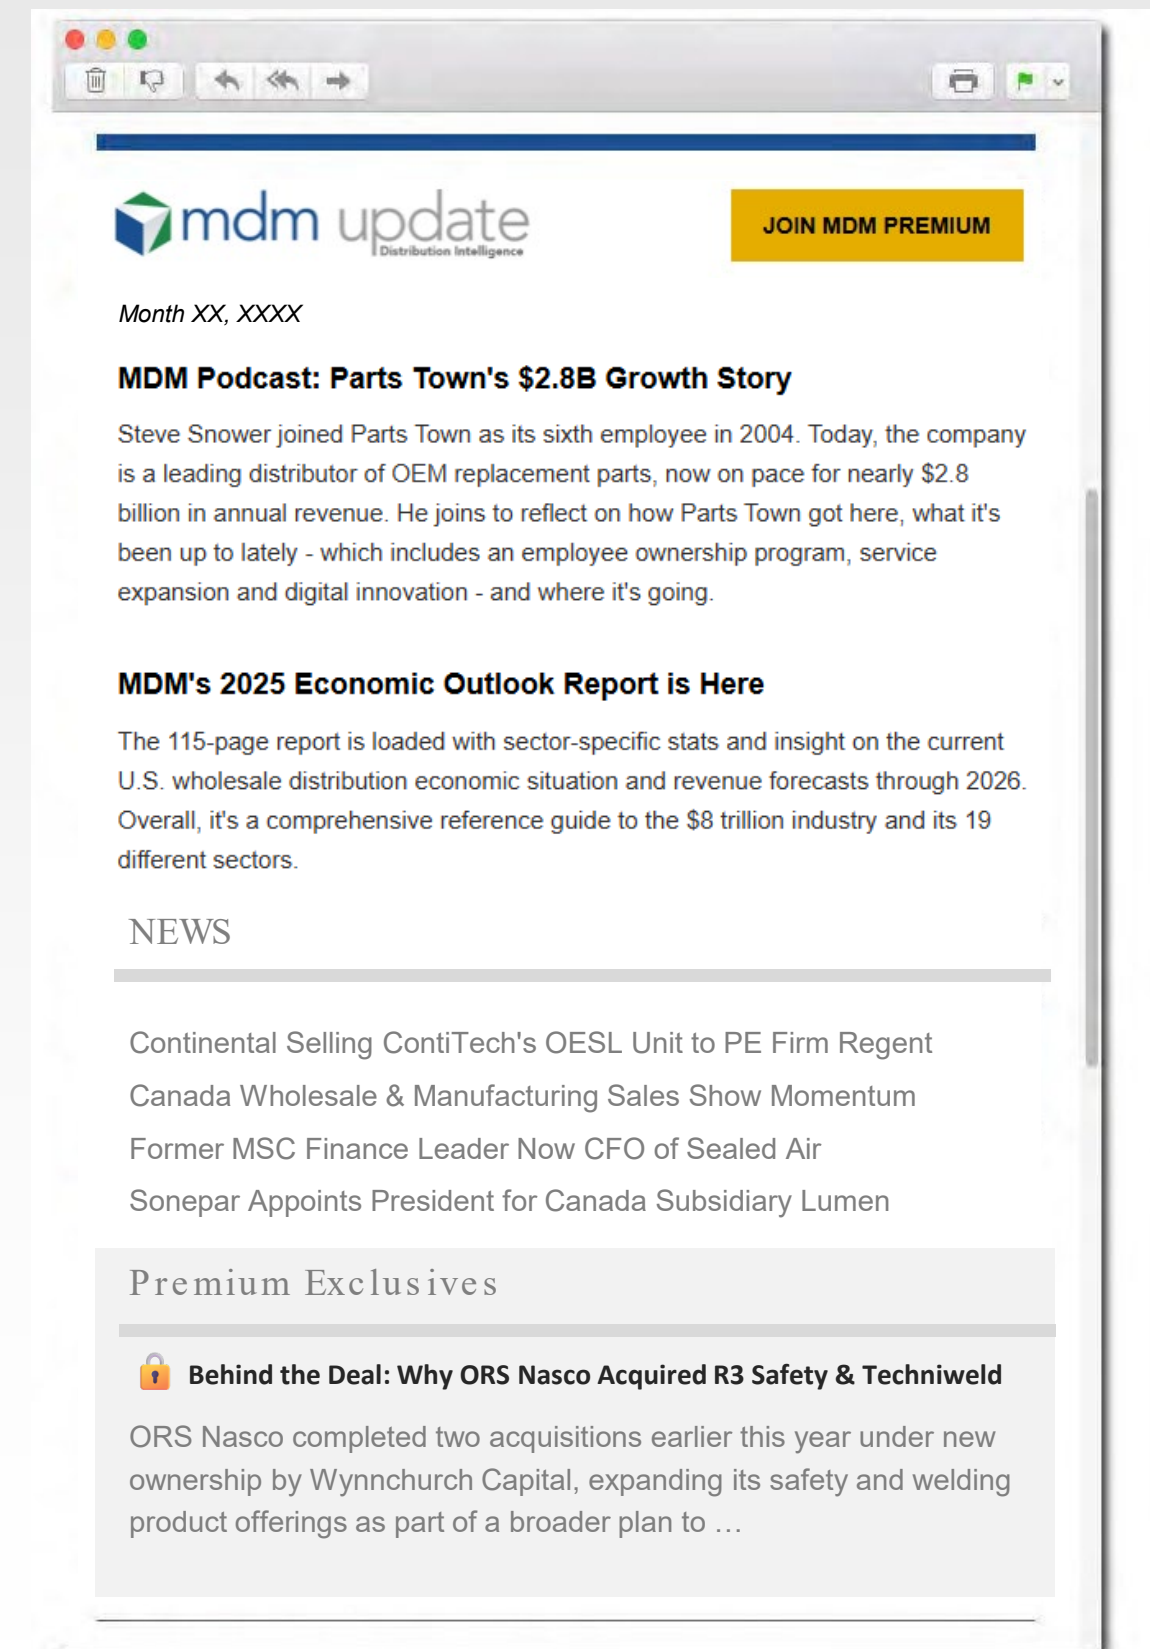 mdm update
Distribution Intelligence
JOIN MDM PREMIUM
Month XX, XXXX
MDM Podcast: Parts Town's $2.8B Growth Story
Steve Snower joined Parts Town as its sixth employee in 2004. Today, the company
is a leading distributor of OEM replacement parts, now on pace for nearly $2.8
billion in annual revenue. He joins to reflect on how Parts Town got here, what it's
been up to lately - which includes an employee ownership program, service
expansion and digital innovation - and where it's going.
MDM's 2025 Economic Outlook Report is Here
The 115-page report is loaded with sector-specific stats and insight on the current
U.S. wholesale distribution economic situation and revenue forecasts through 2026.
Overall, it's a comprehensive reference guide to the $8 trillion industry and its 19
different sectors.
NEWS
Continental Selling ContiTech's OESL Unit to PE Firm Regent
Canada Wholesale & Manufacturing Sales Show Momentum
Former MSC Finance Leader Now CFO of Sealed Air
Sonepar Appoints President for Canada Subsidiary Lumen
Premium Exclusives
Behind the Deal: Why ORS Nasco Acquired R3 Safety & Techniweld
ORS Nasco completed two acquisitions earlier this year under new
ownership by Wynnchurch Capital, expanding its safety and welding
product offerings as part of a broader plan to …